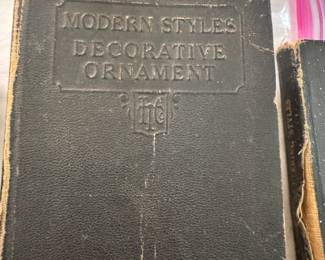 MODERN STYLES
DECORATIVE
ORNAMENT